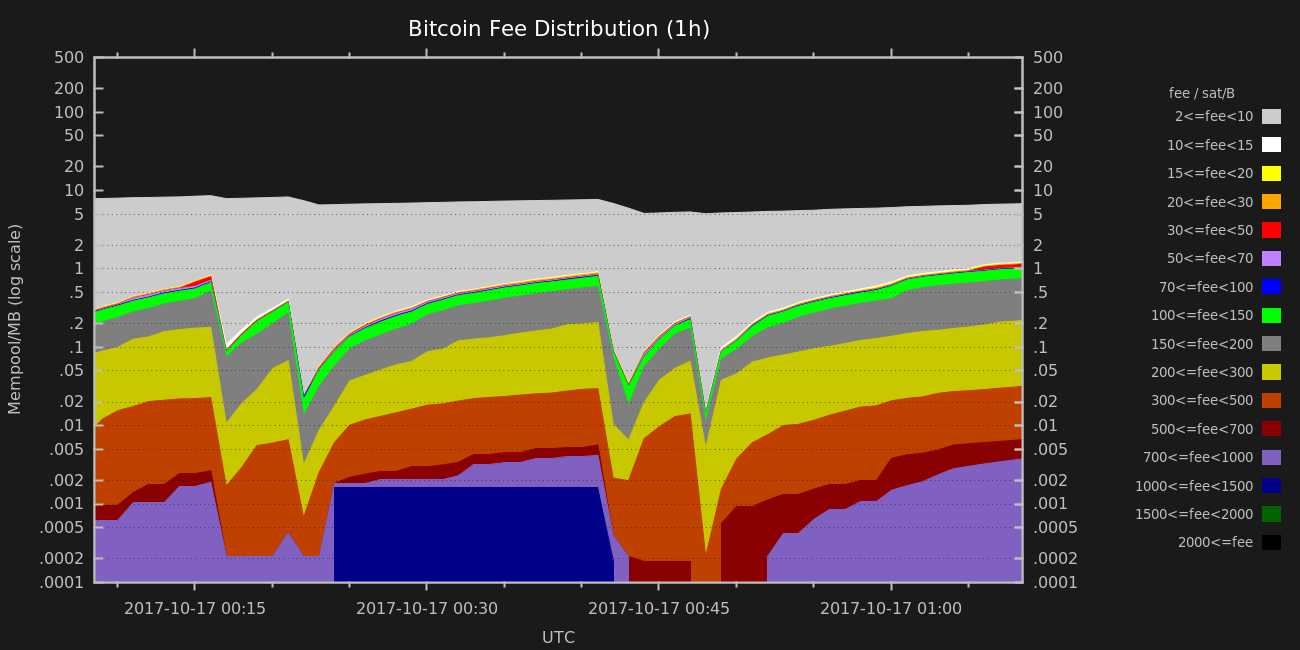 Bitcoin Fee Distribution (1h)
Mempool/MB (log scale)
500
200
100
50
20
10
5
2
1
.5
.2
.1
.05
.02
.01
.005
.002
.001
.0005
.0002
.0001
500
200
100
50
20
10
5
2
1
.5
.2
.1
.05
.02
.01
.005
.002
.001
.0005
.0002
.0001
2017-10-17 00:15 2017-10-17 00:30 2017-10-17 00:45 2017-10-17 01:00
UTC
fee / sat/B
2<=fee<10
10<=fee<15
15<=fee<20
20<=fee<30
30<=fee<50
50<=fee<70
70<=fee<100
100<=fee<150
150<=fee<200
200<=fee<300
300<=fee<500
500<=fee<700
700<=fee<1000
1000<=fee<1500
1500<=fee<2000
2000<=fee